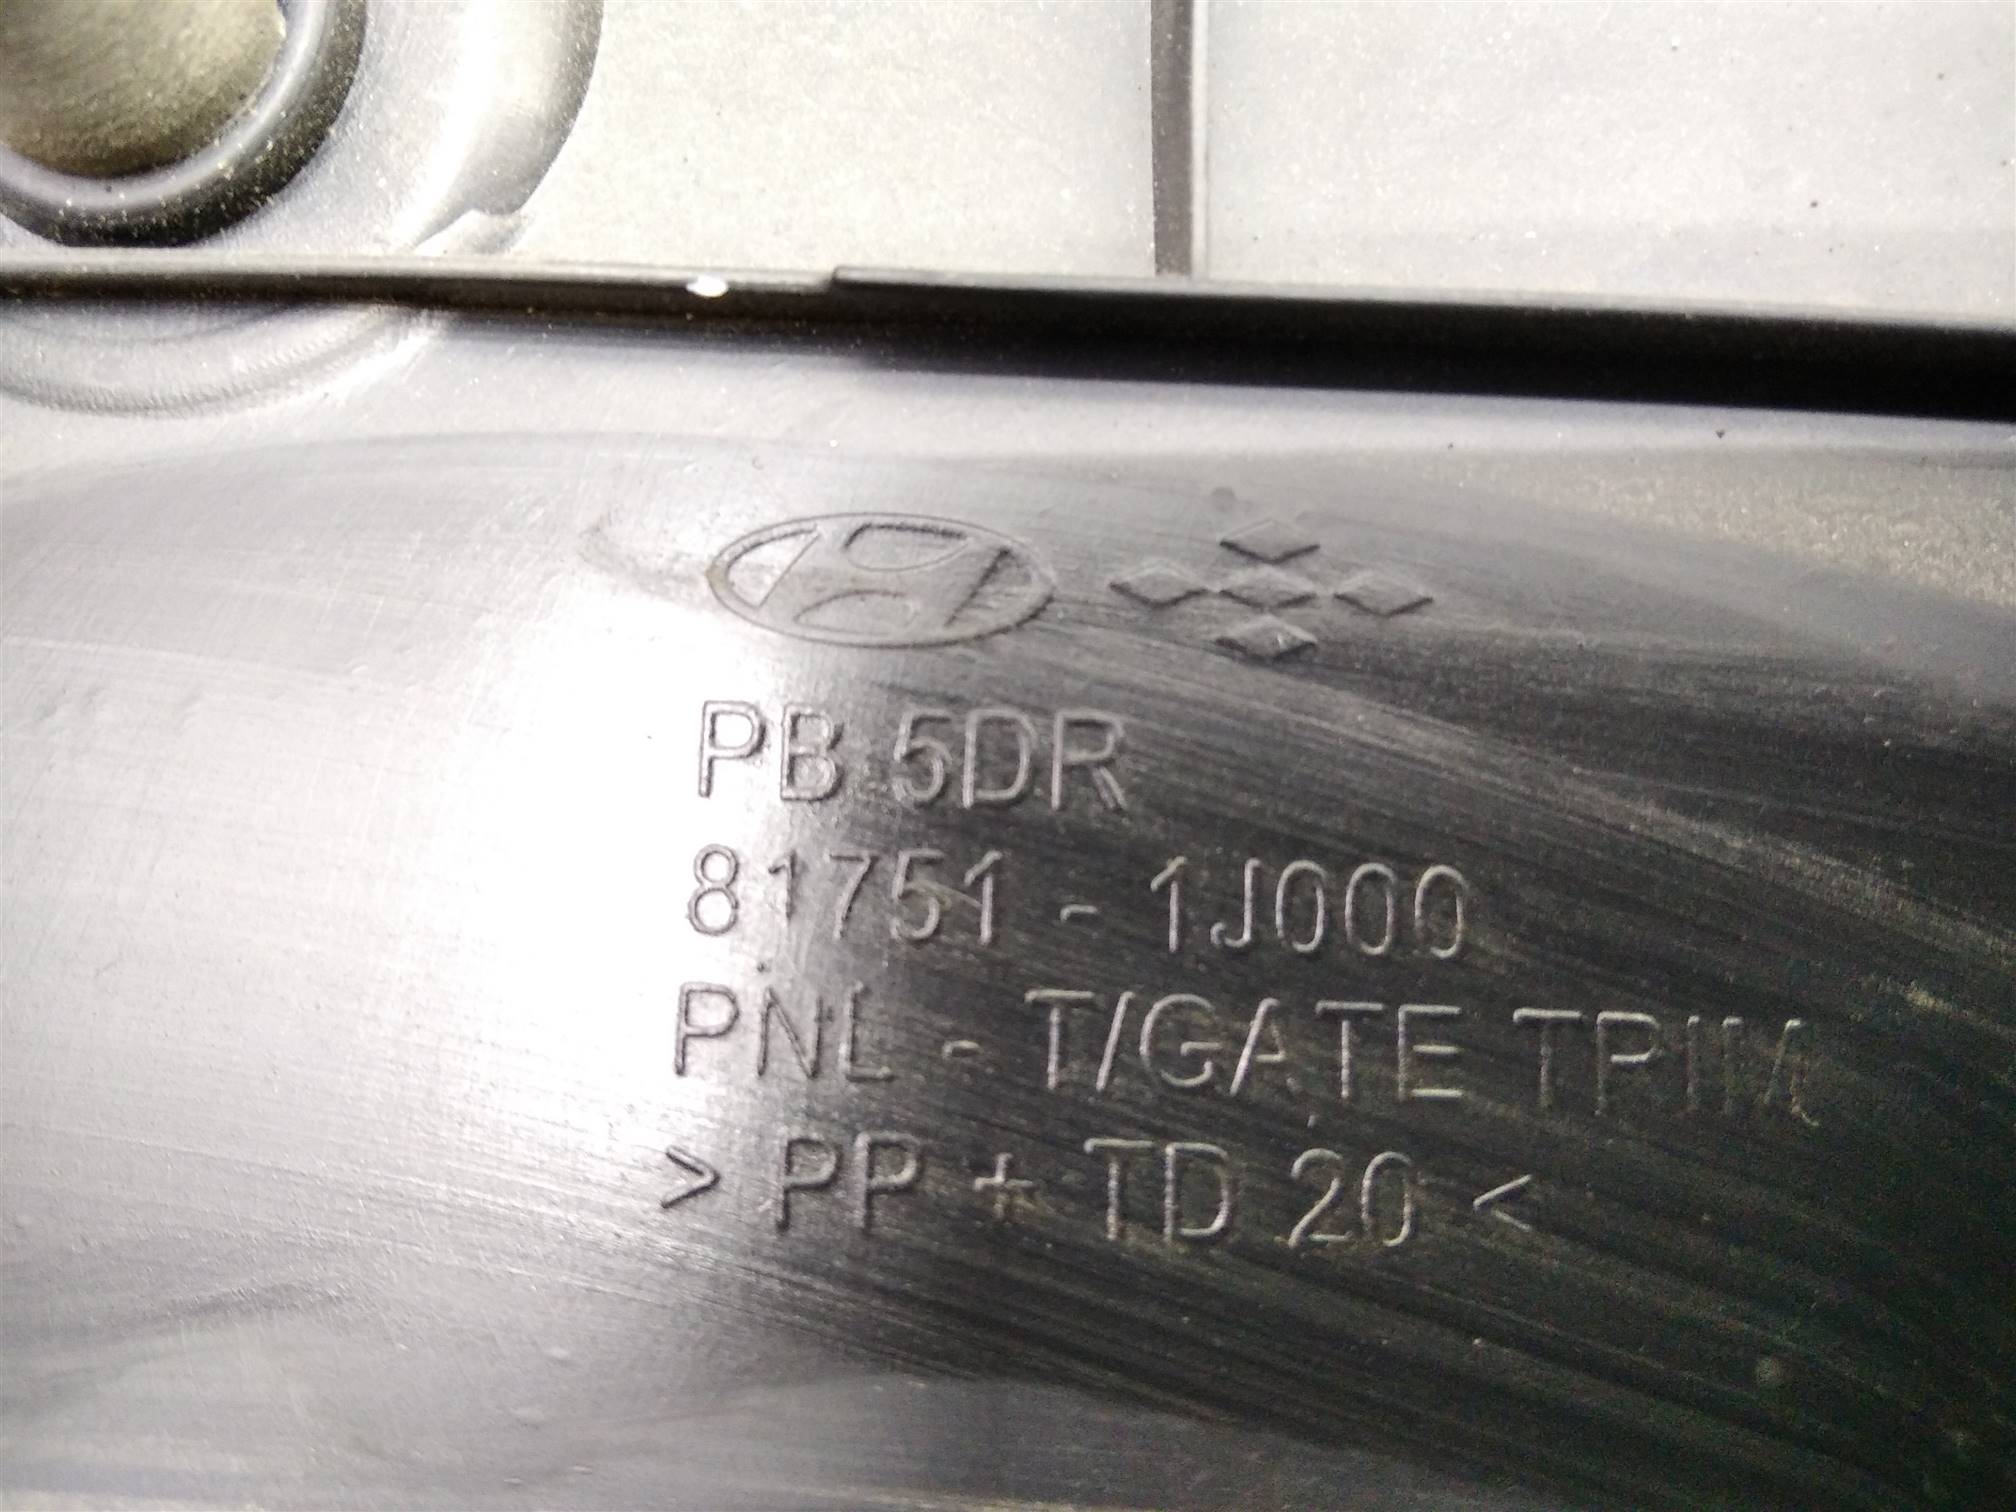 PB 5DR
81751 - 1J000
PNL - T/GATE TRIM
> PP + TD 20 <